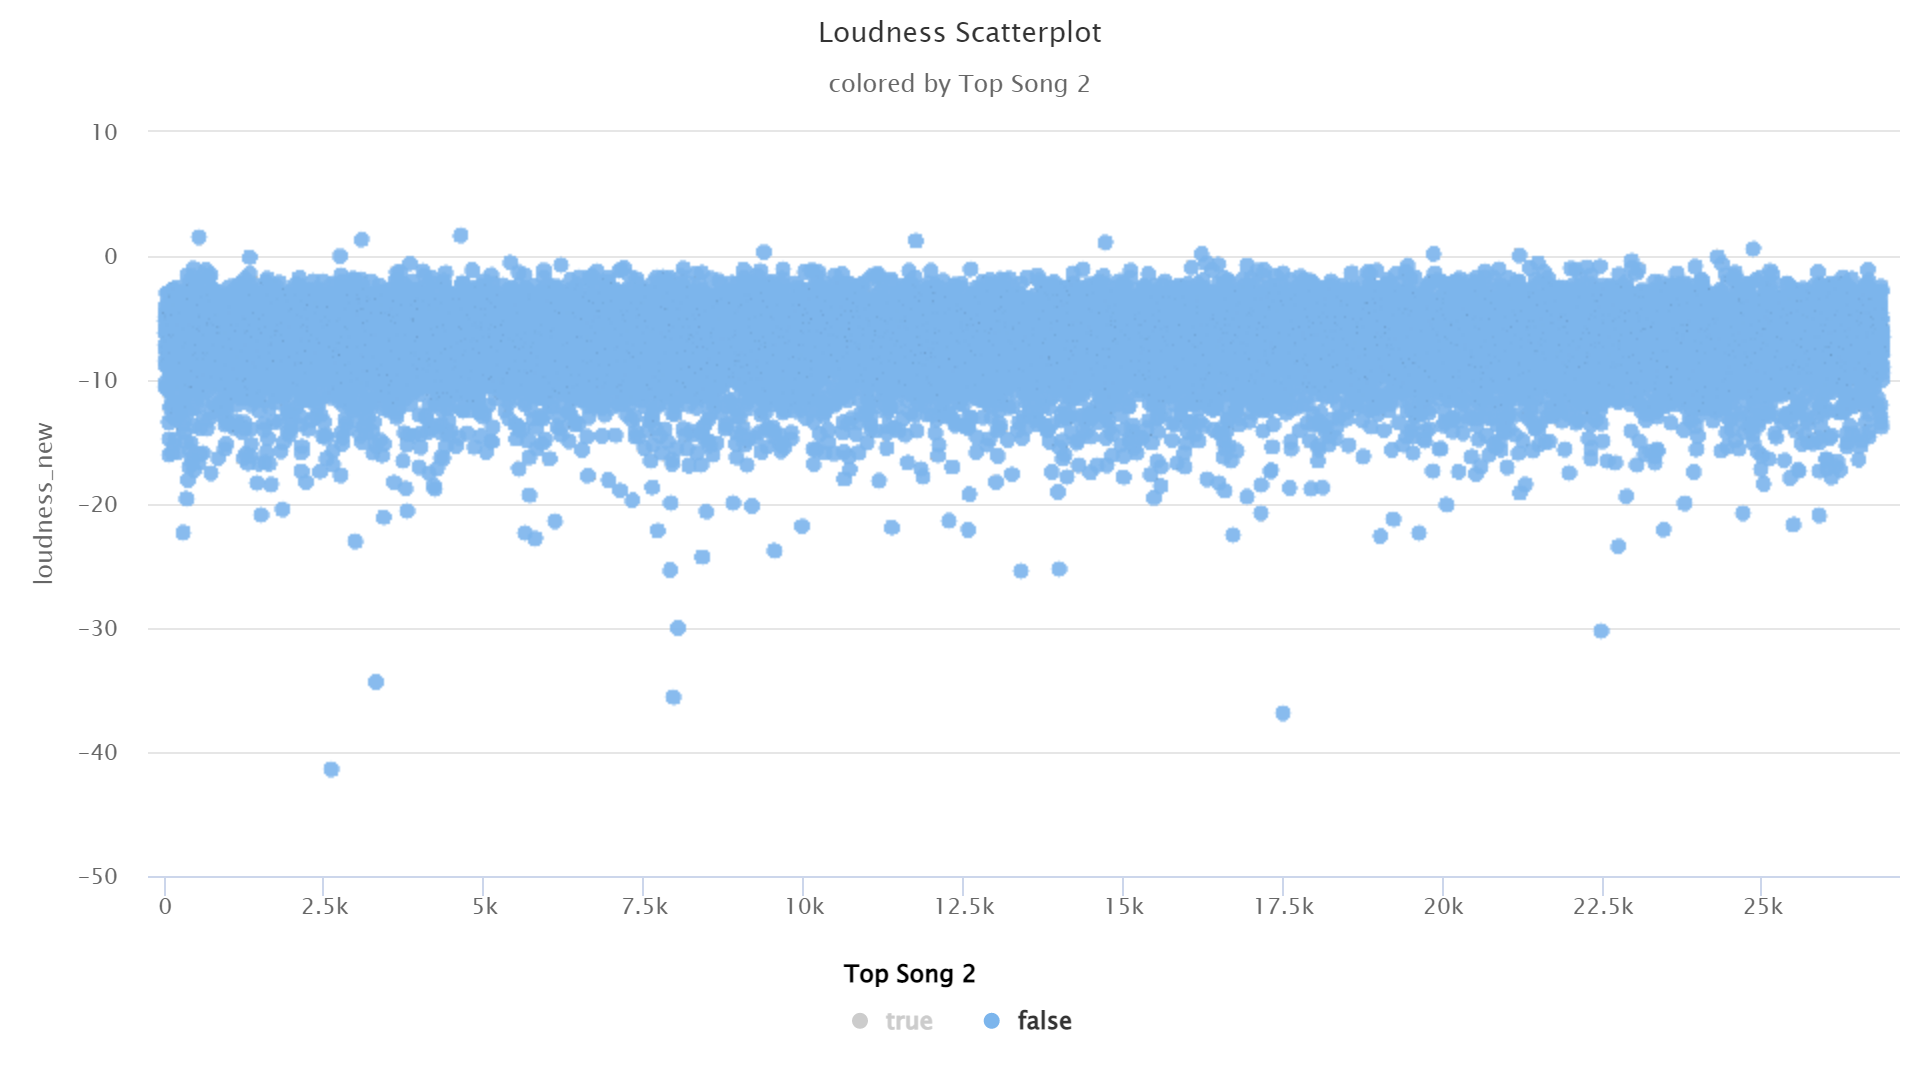 Loudness Scatterplot
colored by Top Song 2
10
0
−10
−20
−30
−40
−50
loudness_new
0 2.5k 5k 7.5k 10k 12.5k 15k 17.5k 20k 22.5k 25k
Top Song 2
true false